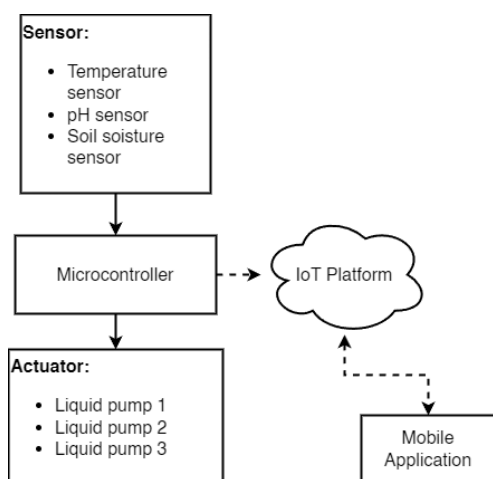 Sensor:
• Temperature
sensor
• pH sensor
• Soil soisture
sensor
Microcontroller
IoT Platform
Actuator:
• Liquid pump 1
• Liquid pump 2
• Liquid pump 3
Mobile
Application